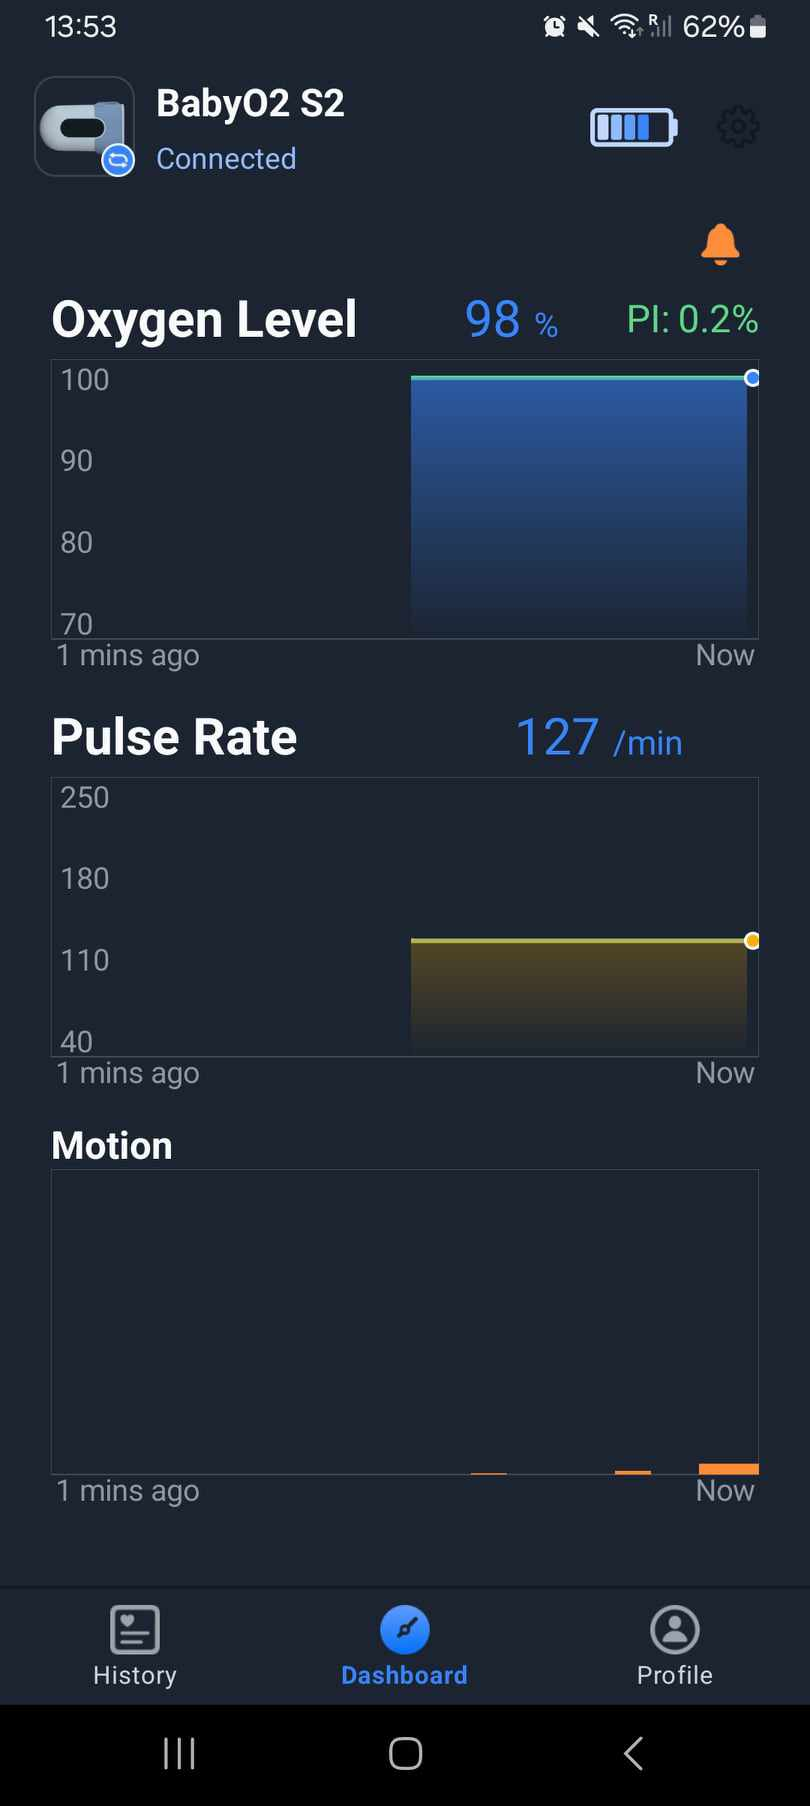 13:53
R 62%
BabyO2 S2
Connected
Oxygen Level 98 % PI: 0.2%
100
90
80
70
1 mins ago Now
Pulse Rate 127 /min
250
180
110
40
1 mins ago Now
Motion
1 mins ago Now
History Dashboard Profile